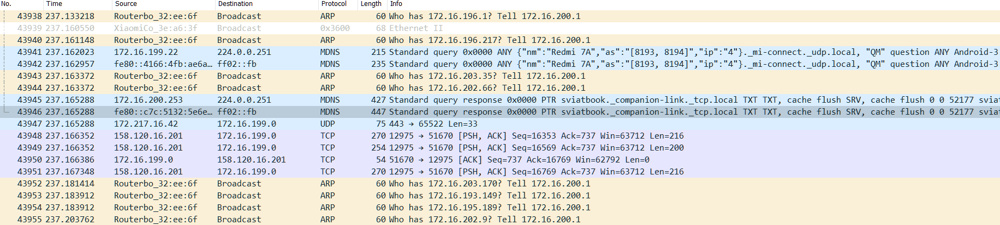 No. Time Source Destination Protocol Length Info
43938 237.133218 Routerbo_32:ee:6f Broadcast ARP 60 Who has 172.16.196.1? Tell 172.16.200.1
43939 237.160550 XiaomiCo_3e:a6:3f Broadcast 0x3600 68 Ethernet II
43940 237.161148 Routerbo_32:ee:6f Broadcast ARP 60 Who has 172.16.196.217? Tell 172.16.200.1
43941 237.162023 172.16.199.22 224.0.0.251 MDNS 215 Standard query 0x0000 ANY {"nm":"Redmi 7A","as":"[8193, 8194]","ip":"4"}._mi-connect._udp.local, "QM" question ANY Android-3
43942 237.162957 fe80::4166:4fb:ae6a… ff02::fb MDNS 235 Standard query 0x0000 ANY {"nm":"Redmi 7A","as":"[8193, 8194]","ip":"4"}._mi-connect._udp.local, "QM" question ANY Android-3
43943 237.163372 Routerbo_32:ee:6f Broadcast ARP 60 Who has 172.16.203.35? Tell 172.16.200.1
43944 237.163372 Routerbo_32:ee:6f Broadcast ARP 60 Who has 172.16.202.66? Tell 172.16.200.1
43945 237.165288 172.16.200.253 224.0.0.251 MDNS 427 Standard query response 0x0000 PTR sviatbook._companion-link._tcp.local TXT TXT, cache flush SRV, cache flush 0 0 52177 sviat
43946 237.165288 fe80::c7c:5132:5e6e… ff02::fb MDNS 447 Standard query response 0x0000 PTR sviatbook._companion-link._tcp.local TXT TXT, cache flush SRV, cache flush 0 0 52177 sviat
43947 237.165288 172.217.16.42 172.16.199.0 UDP 75 443 → 65522 Len=33
43948 237.166352 158.120.16.201 172.16.199.0 TCP 270 12975 → 51670 [PSH, ACK] Seq=16353 Ack=737 Win=63712 Len=216
43949 237.166352 158.120.16.201 172.16.199.0 TCP 254 12975 → 51670 [PSH, ACK] Seq=16569 Ack=737 Win=63712 Len=200
43950 237.166386 172.16.199.0 158.120.16.201 TCP 54 51670 → 12975 [ACK] Seq=737 Ack=16769 Win=62792 Len=0
43951 237.167348 158.120.16.201 172.16.199.0 TCP 270 12975 → 51670 [PSH, ACK] Seq=16769 Ack=737 Win=63712 Len=216
43952 237.181414 Routerbo_32:ee:6f Broadcast ARP 60 Who has 172.16.203.170? Tell 172.16.200.1
43953 237.183912 Routerbo_32:ee:6f Broadcast ARP 60 Who has 172.16.193.149? Tell 172.16.200.1
43954 237.183912 Routerbo_32:ee:6f Broadcast ARP 60 Who has 172.16.195.189? Tell 172.16.200.1
43955 237.203762 Routerbo_32:ee:6f Broadcast ARP 60 Who has 172.16.202.9? Tell 172.16.200.1